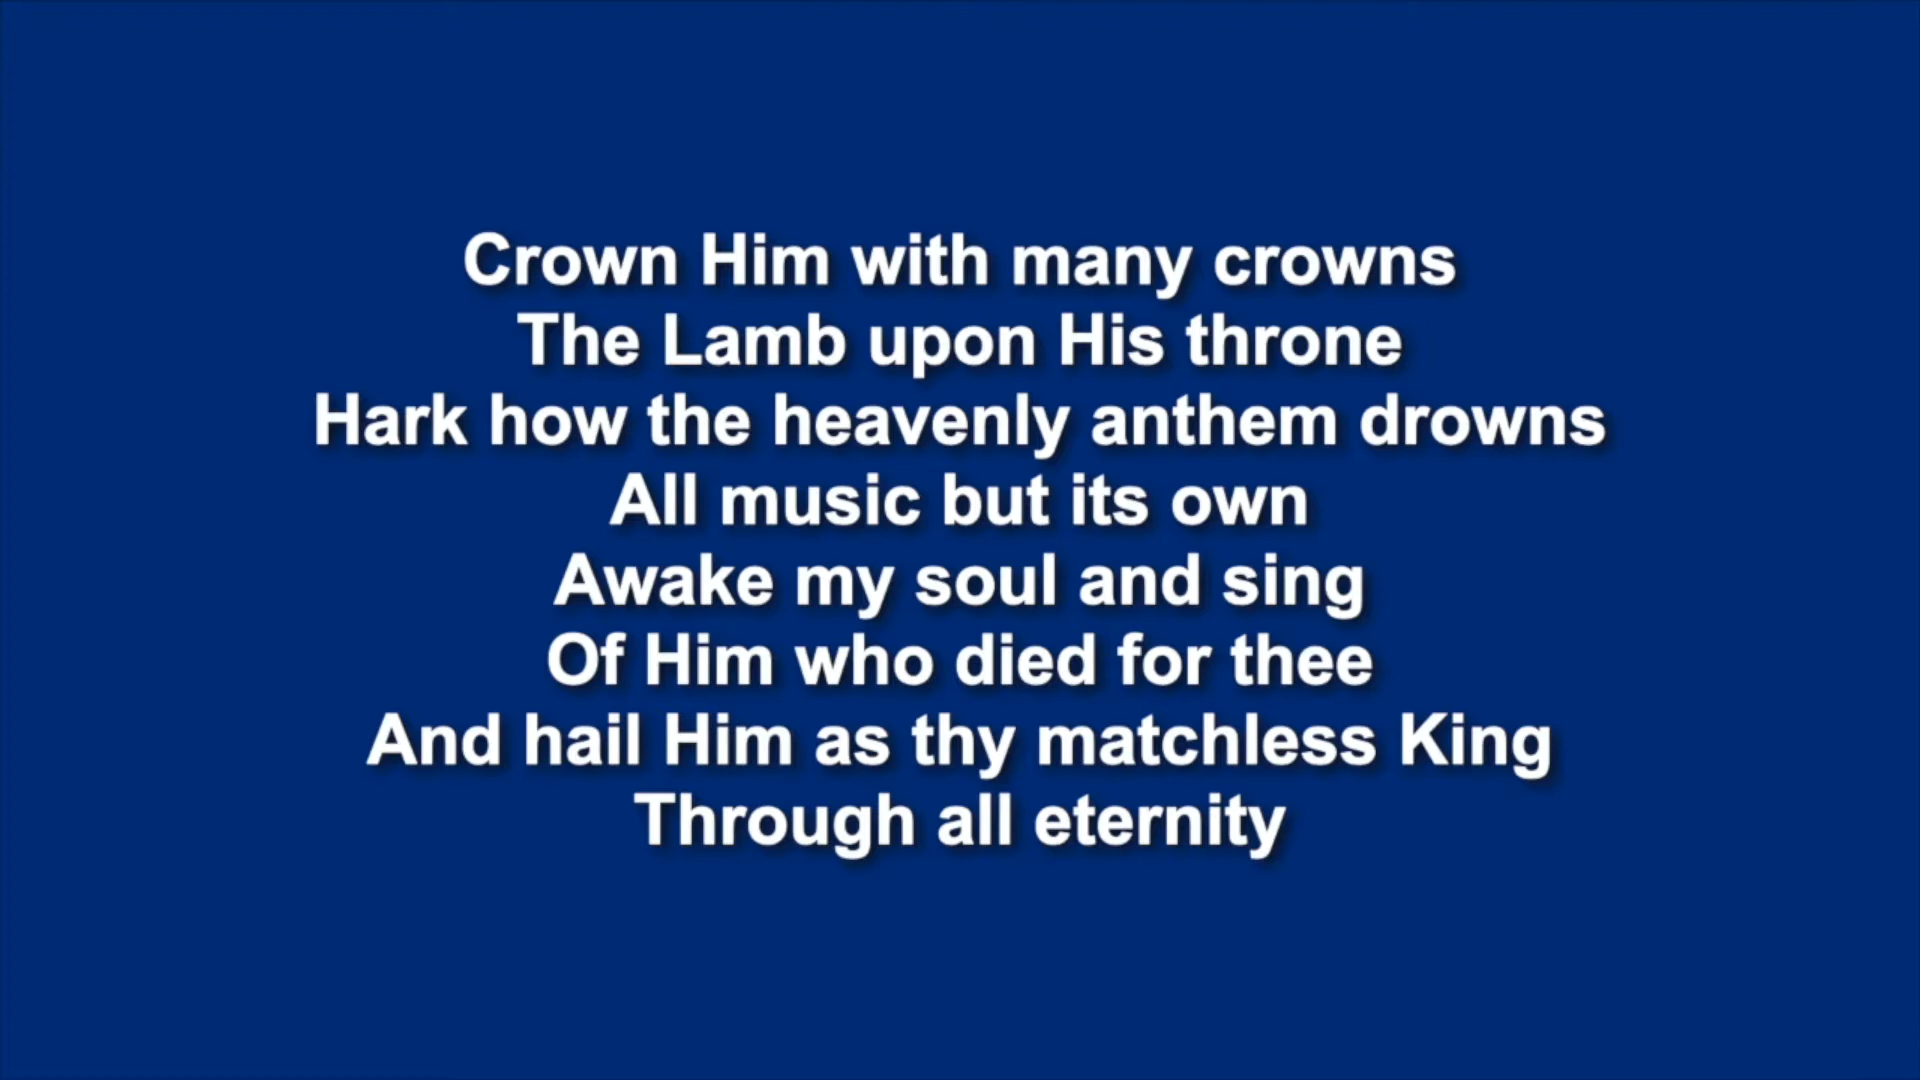 Crown Him with many crowns
The Lamb upon His throne
Hark how the heavenly anthem drowns
All music but its own
Awake my soul and sing
Of Him who died for thee
And hail Him as thy matchless King
Through all eternity